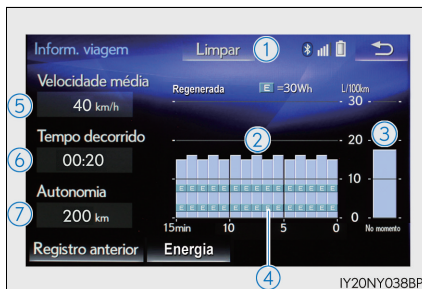 Inform. viagem
Limpar
1
Velocidade média
Regenerada
E =30Wh
L/100km
30
5
40 km/h
Tempo decorrido
2
20
3
6
00:20
E E E E E E E E E E E E E E E
10
Autonomia
7
200 km
E E E E E E E E E E E E E E
0
15min 10 5 0
No momento
Registro anterior
Energia
4
IY20NY038BP